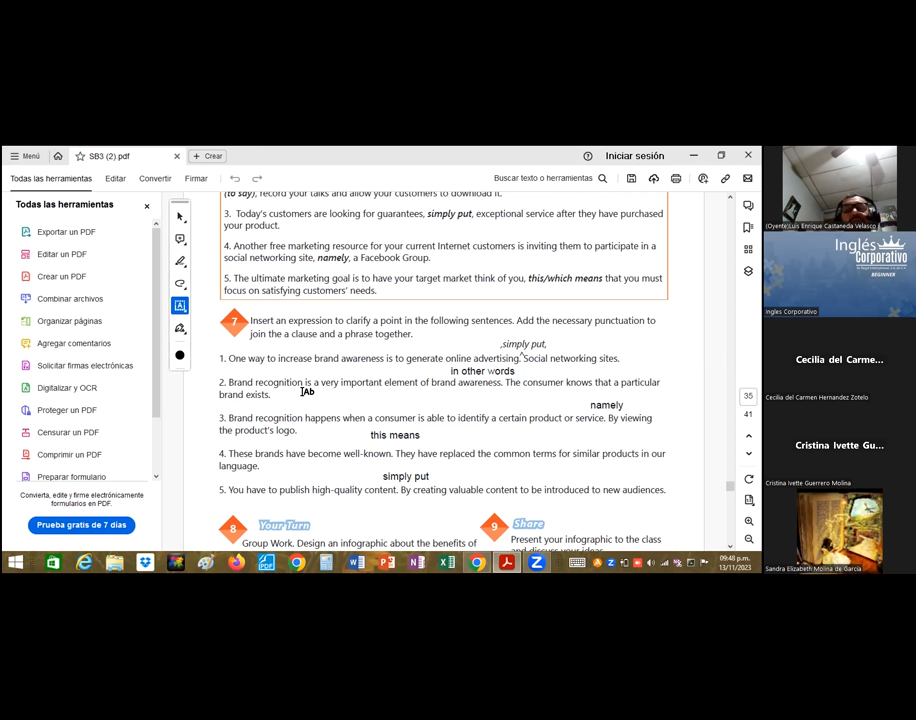 Menú
SB3 (2).pdf
Crear
Iniciar sesión
Todas las herramientas
Editar
Convertir
Firmar
Buscar texto o herramientas
Todas las herramientas
Exportar un PDF
Editar un PDF
Crear un PDF
Combinar archivos
Organizar páginas
Agregar comentarios
Solicitar firmas electrónicas
Digitalizar y OCR
Proteger un PDF
Censurar un PDF
Comprimir un PDF
Preparar formulario
Convierta, edite y firme electrónicamente
formularios en PDF.
Prueba gratis de 7 días
(to say), record your talks and allow your customers to download it.
3. Today's customers are looking for guarantees, simply put, exceptional service after they have purchased
your product.
4. Another free marketing resource for your current Internet customers is inviting them to participate in a
social networking site, namely, a Facebook Group.
5. The ultimate marketing goal is to have your target market think of you, this/which means that you must
focus on satisfying customers' needs.
7 Insert an expression to clarify a point in the following sentences. Add the necessary punctuation to
join the a clause and a phrase together.
,simply put,
1. One way to increase brand awareness is to generate online advertising.^Social networking sites.
in other words
2. Brand recognition is a very important element of brand awareness. The consumer knows that a particular
brand exists.
Ab
namely
3. Brand recognition happens when a consumer is able to identify a certain product or service. By viewing
the product's logo.
this means
4. These brands have become well-known. They have replaced the common terms for similar products in our
language.
simply put
5. You have to publish high-quality content. By creating valuable content to be introduced to new audiences.
8 Your Turn
Group Work. Design an infographic about the benefits of
9 Share
Present your infographic to the class
and discuss your ideas.
35
41
09:48 p.m.
13/11/2023
(Oyente)Luis Enrique Castaneda Velasco
Inglés
Corporativo
BEGINNER
Ingles Corporativo
Cecilia del Carme...
Cecilia del Carmen Hernandez Zotelo
Cristina Ivette Gu...
Cristina Ivette Guerrero Molina
Sandra Elizabeth Molina de Garcia